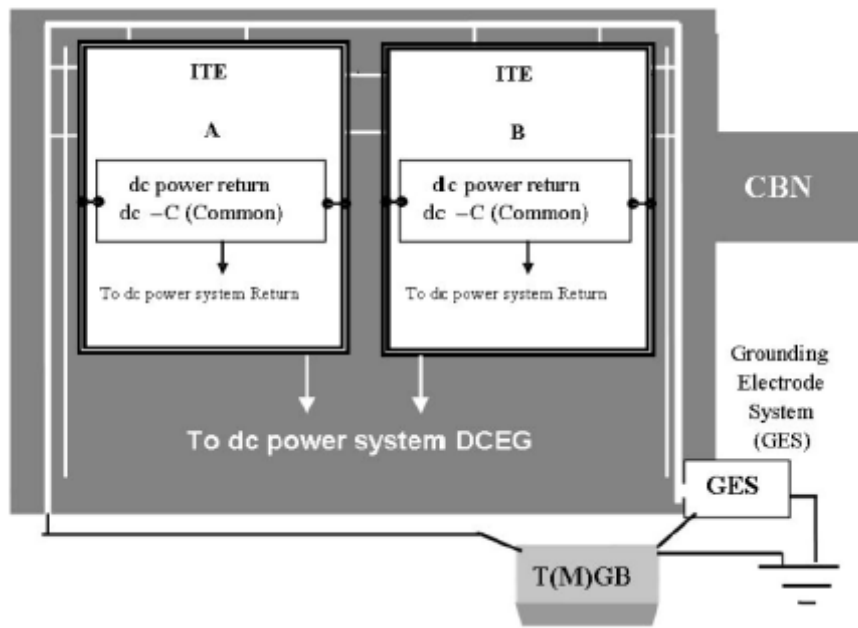 ITE
A
dc power return
dc –C (Common)
To dc power system Return
ITE
B
dc power return
dc –C (Common)
To dc power system Return
CBN
To dc power system DCEG
Grounding
Electrode
System
(GES)
GES
T(M)GB